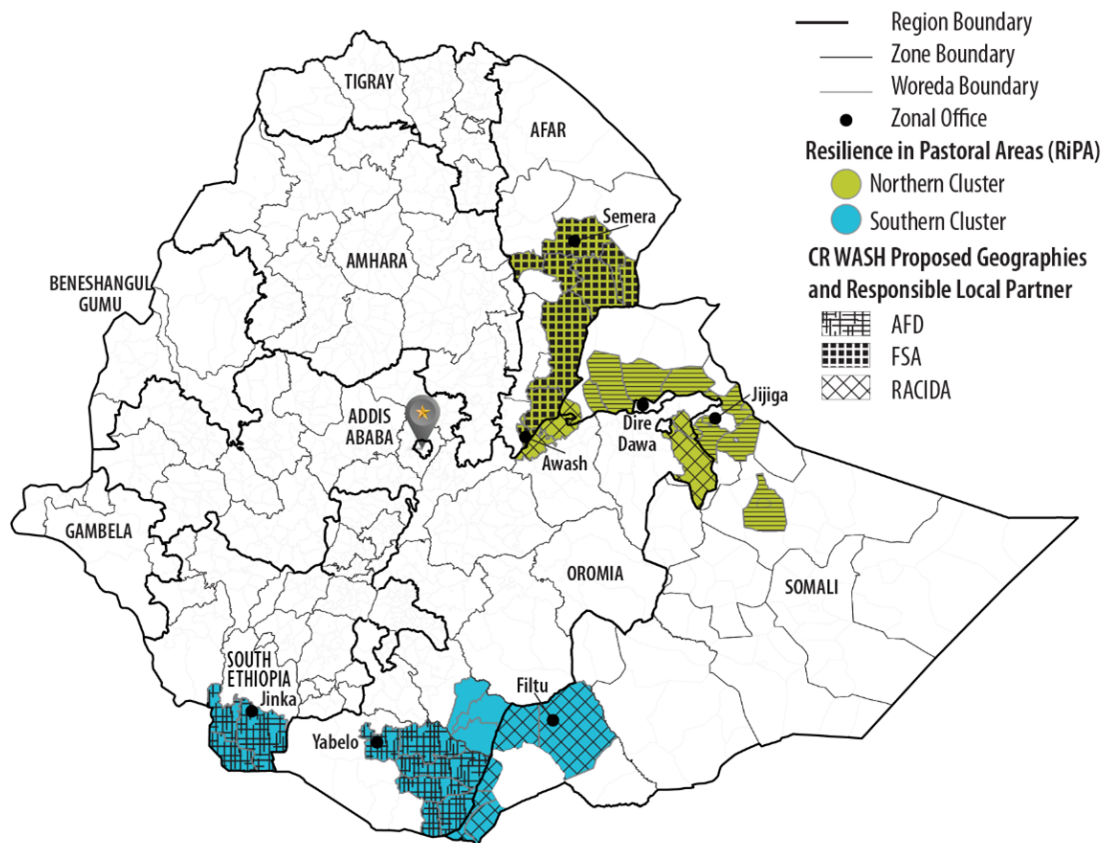 Region Boundary
Zone Boundary
Woreda Boundary
Zonal Office
Resilience in Pastoral Areas (RiPA)
Northern Cluster
Southern Cluster
CR WASH Proposed Geographies
and Responsible Local Partner
AFD
FSA
RACIDA
TIGRAY
AFAR
Semera
AMHARA
BENESHANGUL
GUMU
ADDIS
ABABA
Jijiga
Dire
Dawa
Awash
GAMBELA
OROMIA
SOMALI
SOUTH
ETHIOPIA
Jinka
Filtu
Yabelo